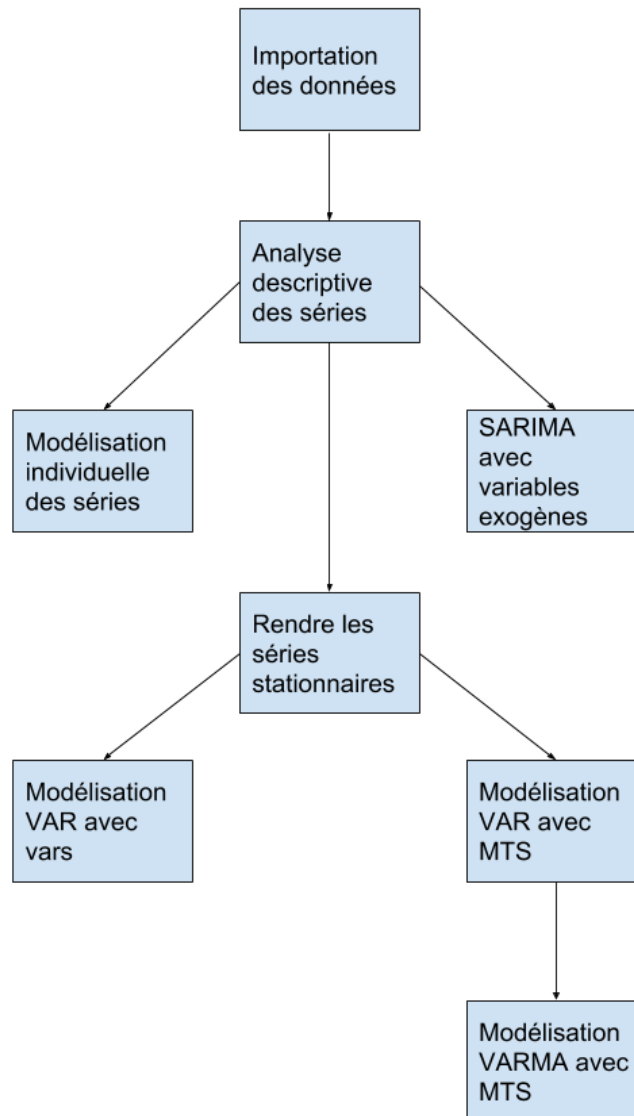 Importation
des données
Analyse
descriptive
des séries
Modélisation
individuelle
des séries
SARIMA
avec
variables
exogènes
Rendre les
séries
stationnaires
Modélisation
VAR avec
vars
Modélisation
VAR avec
MTS
Modélisation
VARMA avec
MTS